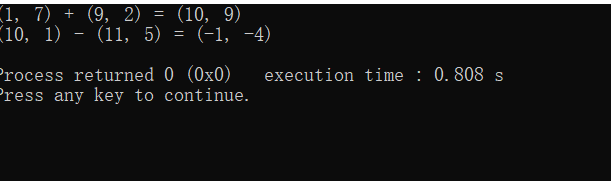 (1, 7) + (9, 2) = (10, 9)
(10, 1) - (11, 5) = (-1, -4)
Process returned 0 (0x0)   execution time : 0.808 s
Press any key to continue.